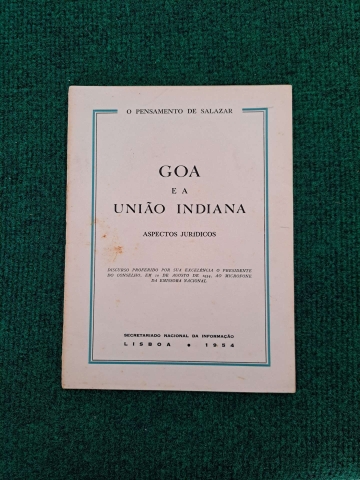 O PENSAMENTO DE SALAZAR
GOA
E A
UNIÃO INDIANA
ASPECTOS JURÍDICOS
DISCURSO PROFERIDO POR SUA EXCELÊNCIA O PRESIDENTE
DO CONSELHO, EM DE AGOSTO DE 1954, AO MICROFONE
DA EMISSORA NACIONAL
SECRETARIADO NACIONAL DA INFORMAÇÃO
LISBOA • 1954